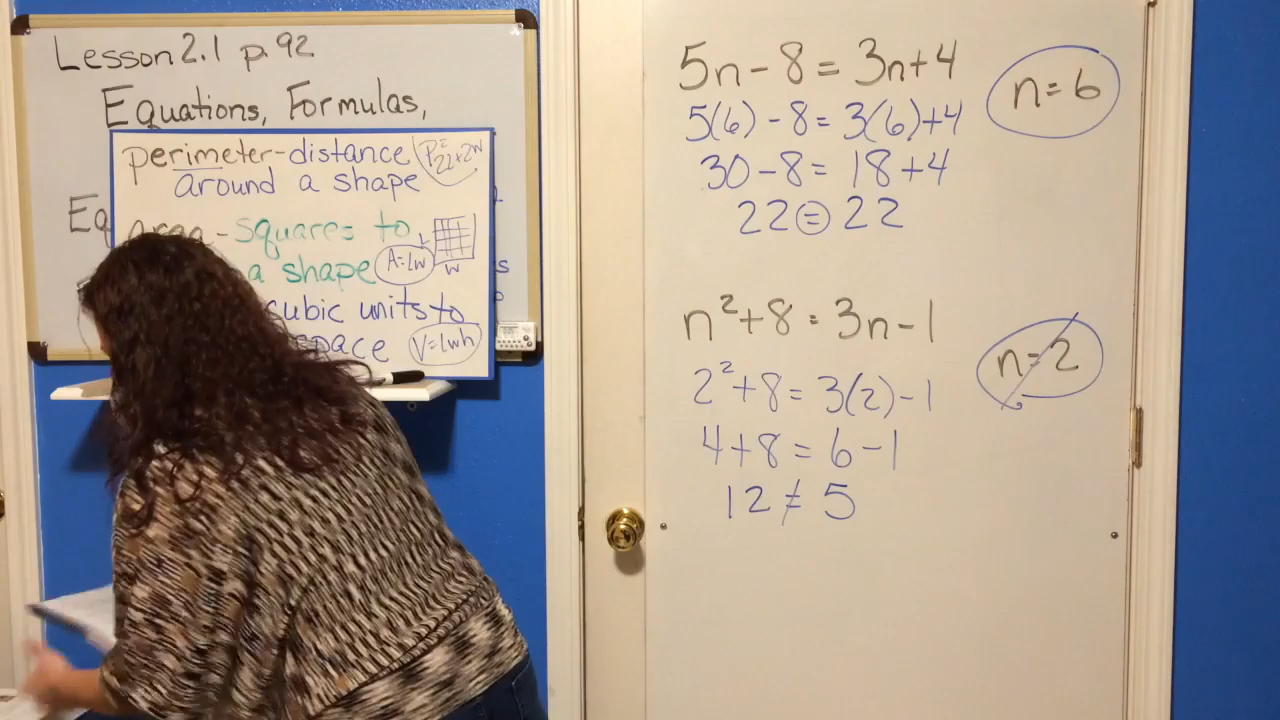 Lesson 2.1 p.92
Equations, Formulas,
Eq
perimeter-distance
around a shape
P=
2L+2W
area - squares to
a shape
A=LW
L
W
cubic units to
space
V=Lwh
s
5n-8=3n+4
n=6
5(6)-8=3(6)+4
30-8=18+4
22=22
n²+8=3n-1
n=2
2²+8=3(2)-1
4+8=6-1
12≠5